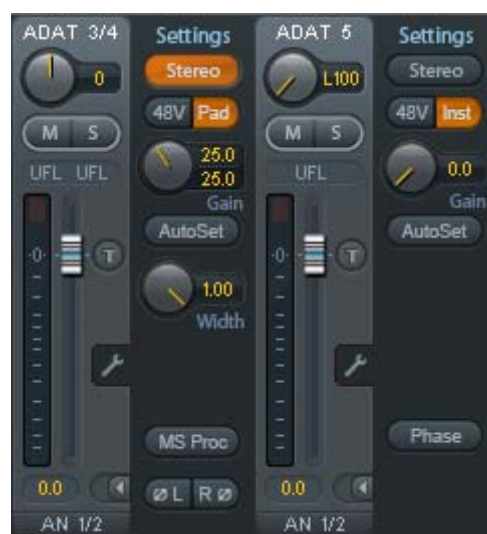 ADAT 3/4
0
M S
UFL UFL
-0-
T
0.0
AN 1/2
Settings
Stereo
48V Pad
25.0
25.0
Gain
AutoSet
1.00
Width
MS Proc
Ø L R Ø
ADAT 5
L100
M S
UFL
-0-
T
0.0
AN 1/2
Settings
Stereo
48V Inst
0.0
Gain
AutoSet
Phase